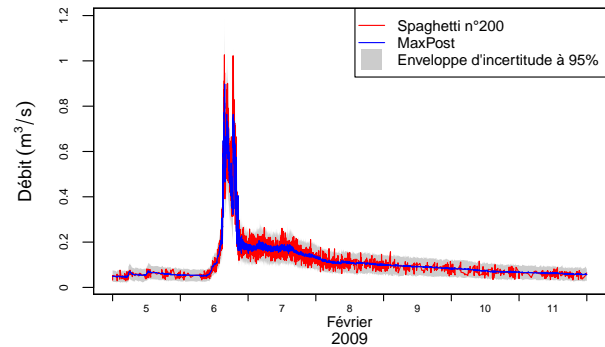 Spaghetti n°200
MaxPost
Enveloppe d'incertitude à 95%
Débit (m³/s)
1.2
1
0.8
0.6
0.4
0.2
0
5 6 7 8 9 10 11
Février
2009